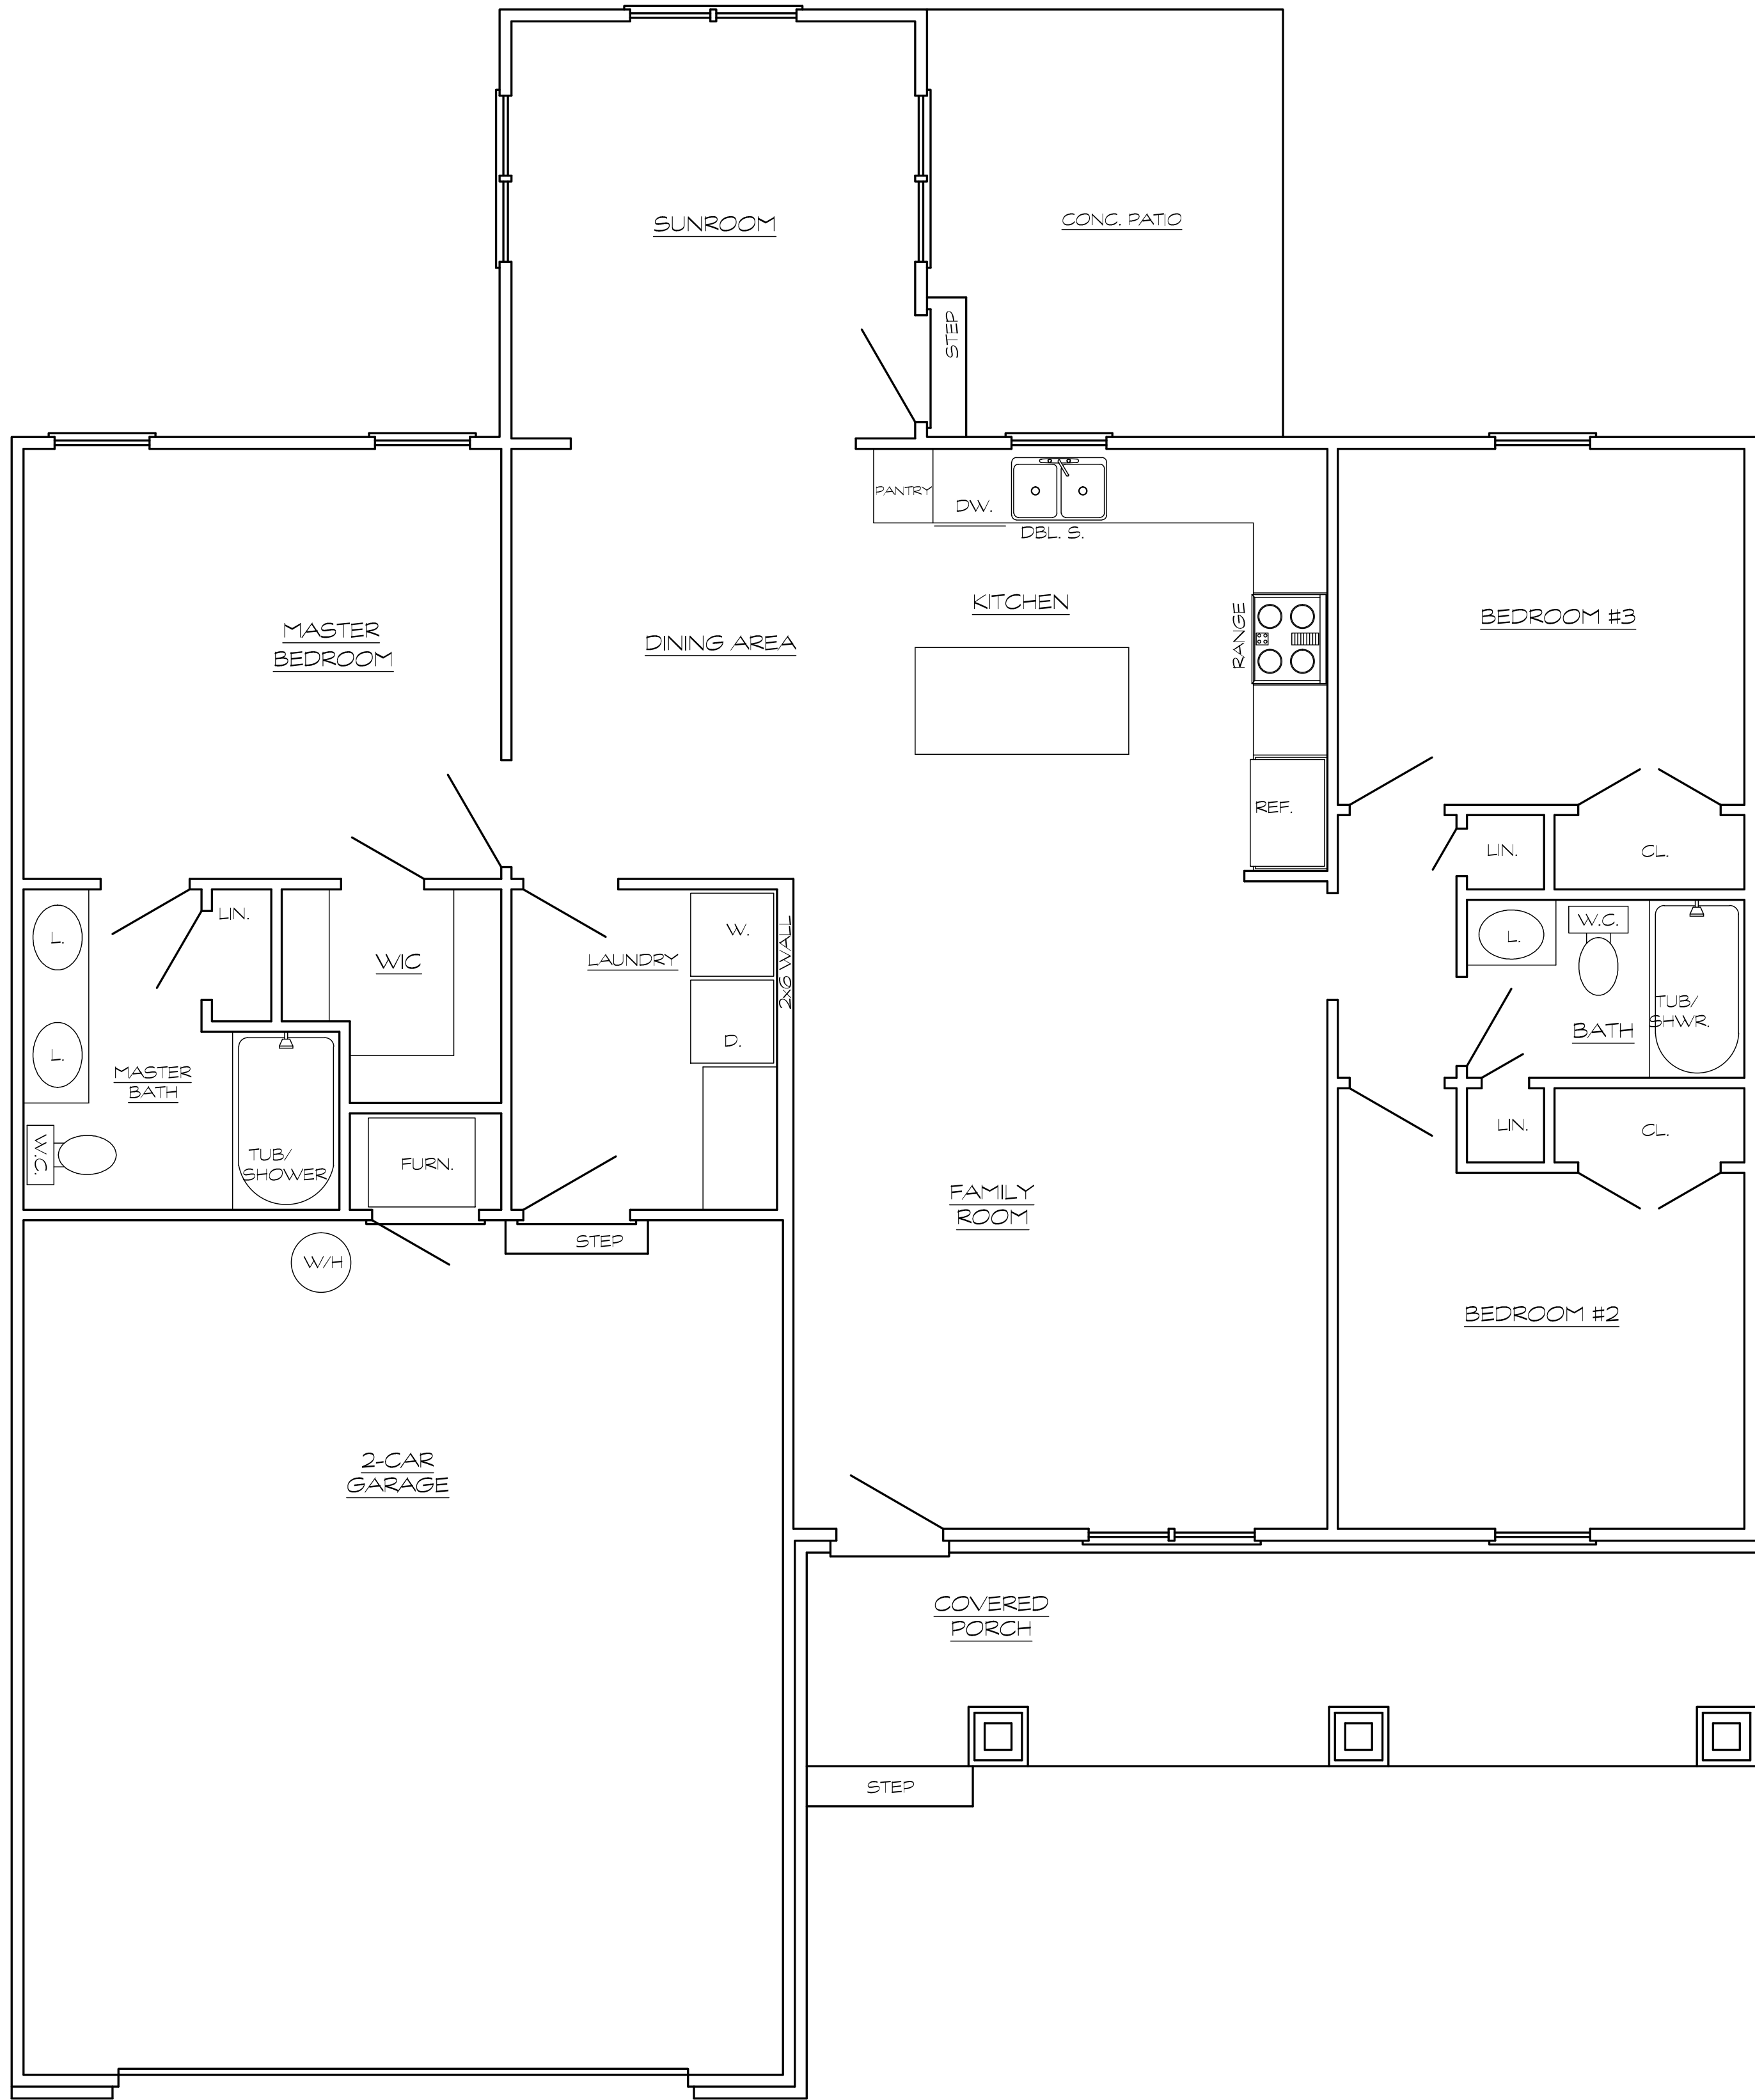 SUNROOM
CONC. PATIO
STEP
PANTRY
DW.
DBL. S.
KITCHEN
RANGE
REF.
MASTER
BEDROOM
DINING AREA
BEDROOM #3
LIN.
CL.
L.
LIN.
WIC
LAUNDRY
W.
2x6 WALL
D.
L.
MASTER
BATH
W.C.
TUB/
SHOWER
FURN.
L.
W.C.
TUB/
SHWR.
BATH
LIN.
CL.
FAMILY
ROOM
STEP
W/H
BEDROOM #2
2-CAR
GARAGE
COVERED
PORCH
STEP